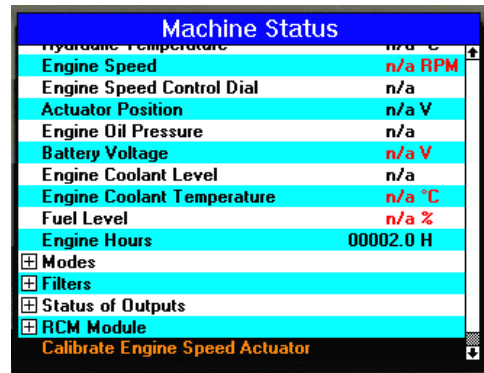 Machine Status
Hydraulic Temperature n/a °C
Engine Speed n/a RPM
Engine Speed Control Dial n/a
Actuator Position n/a V
Engine Oil Pressure n/a
Battery Voltage n/a V
Engine Coolant Level n/a
Engine Coolant Temperature n/a °C
Fuel Level n/a %
Engine Hours 00002.0 H
Modes
Filters
Status of Outputs
RCM Module
Calibrate Engine Speed Actuator